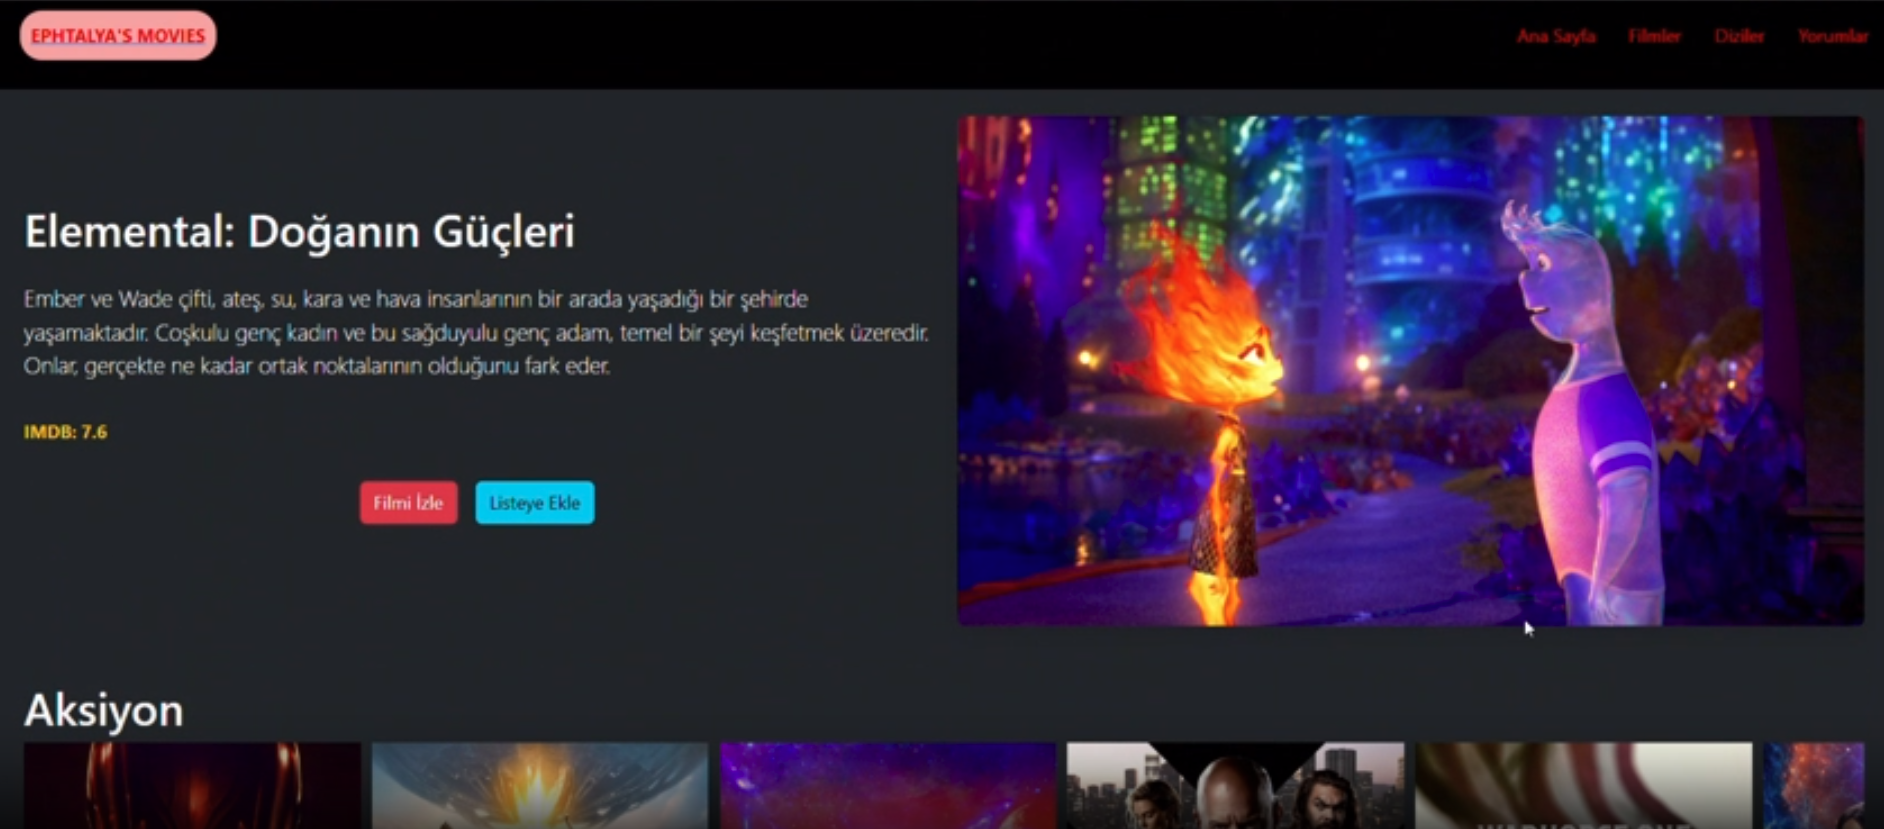 EPHTALYA'S MOVIES
Ana Sayfa Filmler Diziler Yorumlar
Elemental: Doğanın Güçleri
Ember ve Wade çifti, ateş, su, kara ve hava insanlarının bir arada yaşadığı bir şehirde
yaşamaktadır. Coşkulu genç kadın ve bu sağduyulu genç adam, temel bir şeyi keşfetmek üzeredir.
Onlar, gerçekte ne kadar ortak noktalarının olduğunu fark eder.
IMDB: 7.6
Filmi İzle Listeye Ekle
Aksiyon